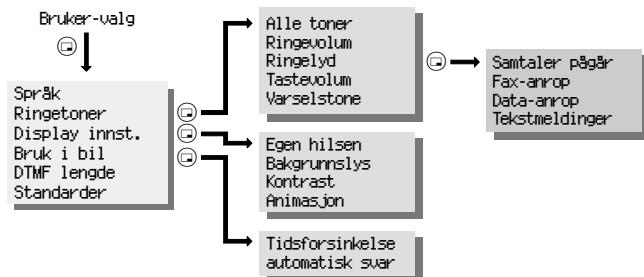 Bruker-valg
Språk
Ringetoner
Display innst.
Bruk i bil
DTMF lengde
Standarder
Alle toner
Ringevolum
Ringelyd
Tastevolum
Varselstone
Samtaler pågår
Fax-anrop
Data-anrop
Tekstmeldinger
Egen hilsen
Bakgrunnslys
Kontrast
Animasjon
Tidsforsinkelse
automatisk svar